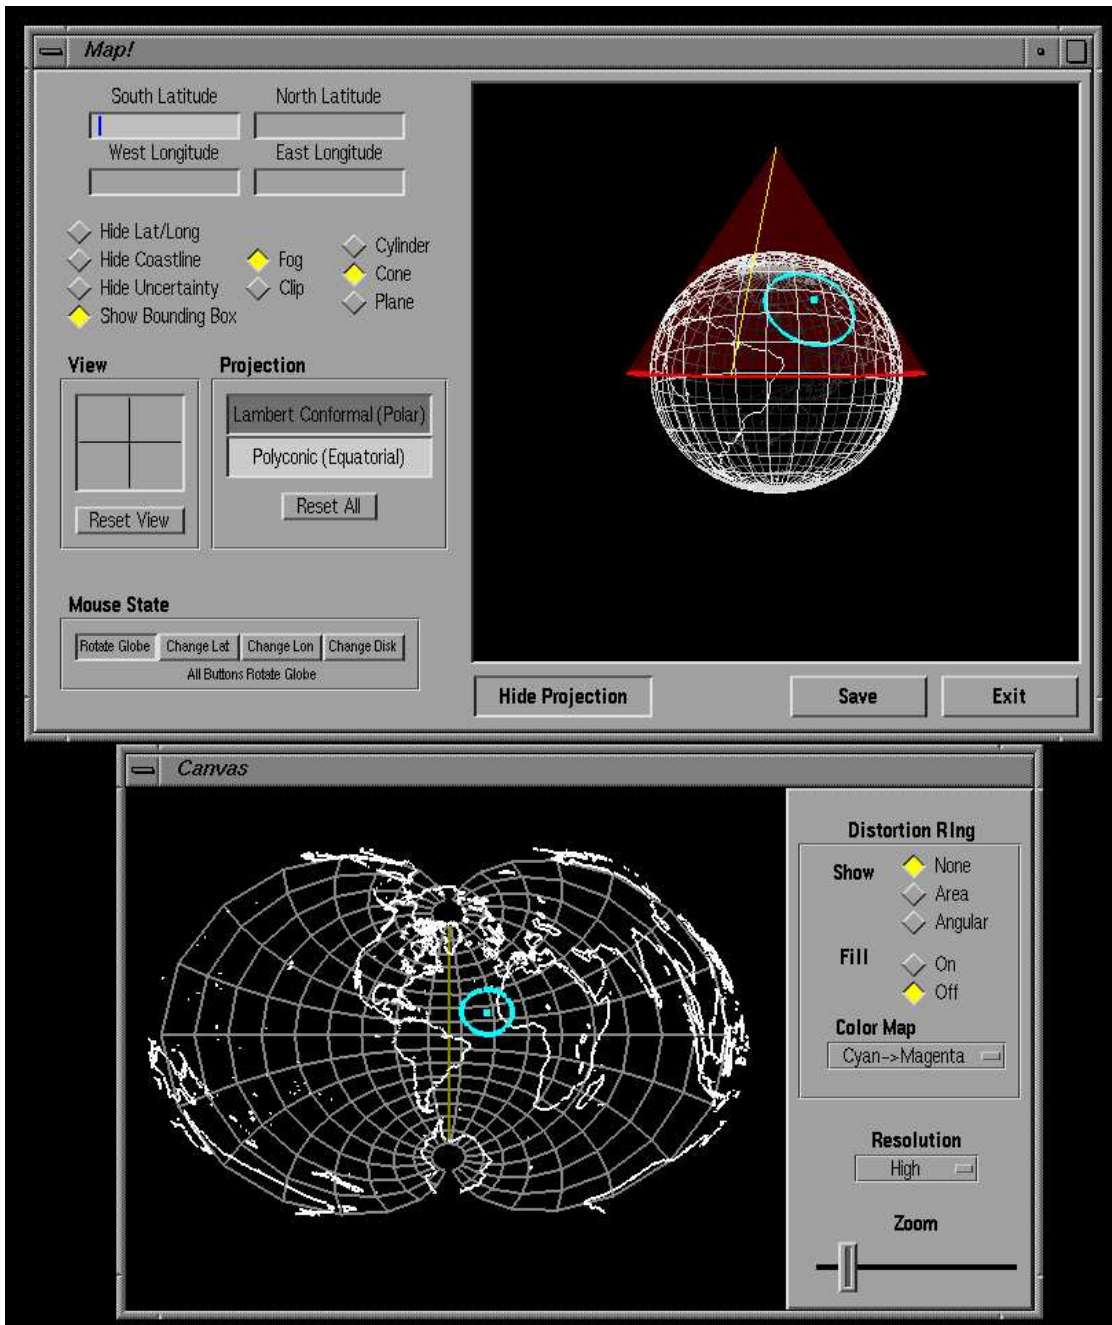 Map!
South Latitude North Latitude
West Longitude East Longitude
Hide Lat/Long
Hide Coastline
Hide Uncertainty
Show Bounding Box
Fog
Clip
Cylinder
Cone
Plane
View
Reset View
Projection
Lambert Conformal (Polar)
Polyconic (Equatorial)
Reset All
Mouse State
Rotate Globe Change Lat Change Lon Change Disk
All Buttons Rotate Globe
Hide Projection Save Exit
Canvas
Distortion RIng
Show
None
Area
Angular
Fill
On
Off
Color Map
Cyan->Magenta
Resolution
High
Zoom